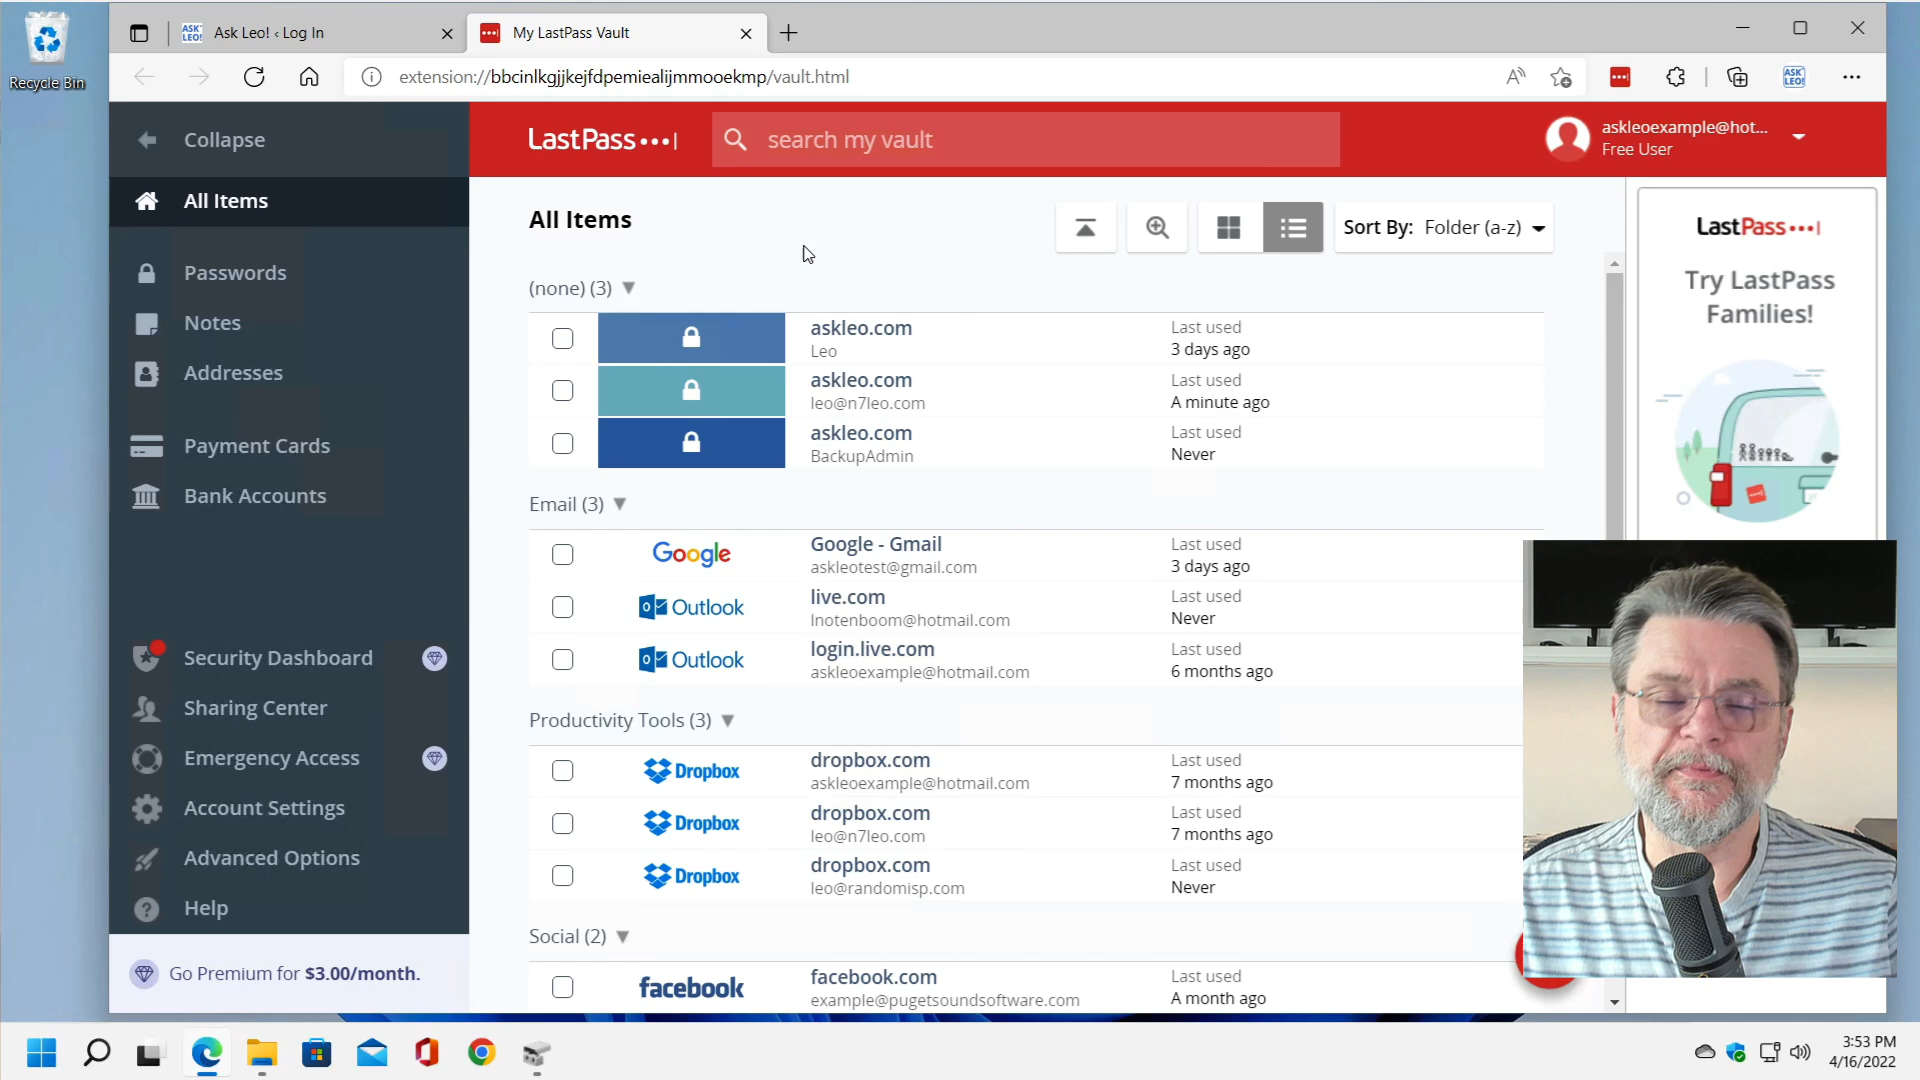 Recycle Bin
ASK LEO!
Ask Leo! ‹ Log In
My LastPass Vault
extension://bbcinlkgjjkejfdpemiealijmmooekmp/vault.html
ASK LEO!
Collapse
LastPass
search my vault
askleoexample@hot...
Free User
All Items
Passwords
Notes
Addresses
Payment Cards
Bank Accounts
Security Dashboard
Sharing Center
Emergency Access
Account Settings
Advanced Options
Help
Go Premium for $3.00/month.
All Items
Sort By: Folder (a-z)
(none) (3)
askleo.com
Leo
Last used
3 days ago
askleo.com
leo@n7leo.com
Last used
A minute ago
askleo.com
BackupAdmin
Last used
Never
Email (3)
Google
Google - Gmail
askleotest@gmail.com
Last used
3 days ago
Outlook
live.com
lnotenboom@hotmail.com
Last used
Never
Outlook
login.live.com
askleoexample@hotmail.com
Last used
6 months ago
Productivity Tools (3)
Dropbox
dropbox.com
askleoexample@hotmail.com
Last used
7 months ago
Dropbox
dropbox.com
leo@n7leo.com
Last used
7 months ago
Dropbox
dropbox.com
leo@randomisp.com
Last used
Never
Social (2)
facebook
facebook.com
example@pugetsoundsoftware.com
Last used
A month ago
LastPass
Try LastPass
Families!
3:53 PM
4/16/2022